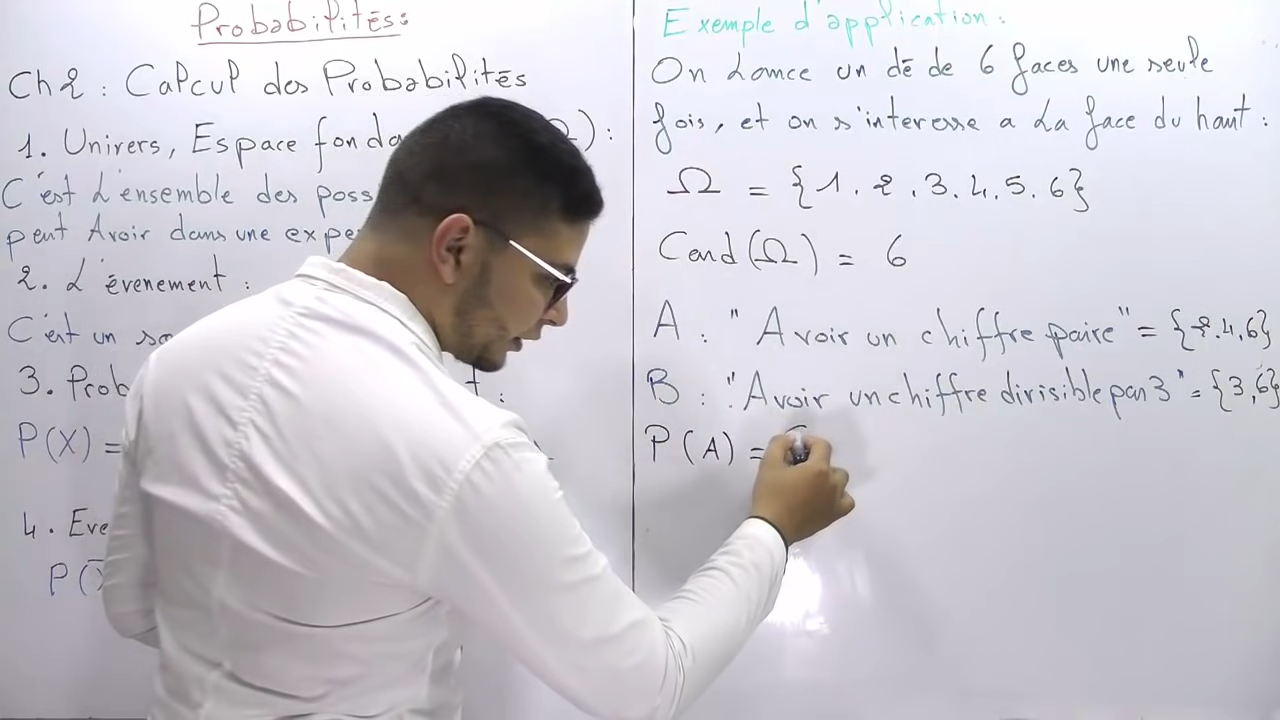 Probabilités:
Ch2 : Calcul des Probabilités
1. Univers, Espace fonda Ω) :
C'est L'ensemble des poss
peut Avoir dans une expe
2. L'évenement :
C'est un
3. Prob :
P(X) =
4. Eve
P(X
Exemple d'application :
On Lance un dé de 6 faces une seule
fois, et on s'interesse a La face du haut :
Ω = {1.2.3.4.5.6}
Card(Ω) = 6
A : "Avoir un chiffre paire" = {2.4,6}
B : "Avoir un chiffre divisible par 3" = {3,6}
P(A) =